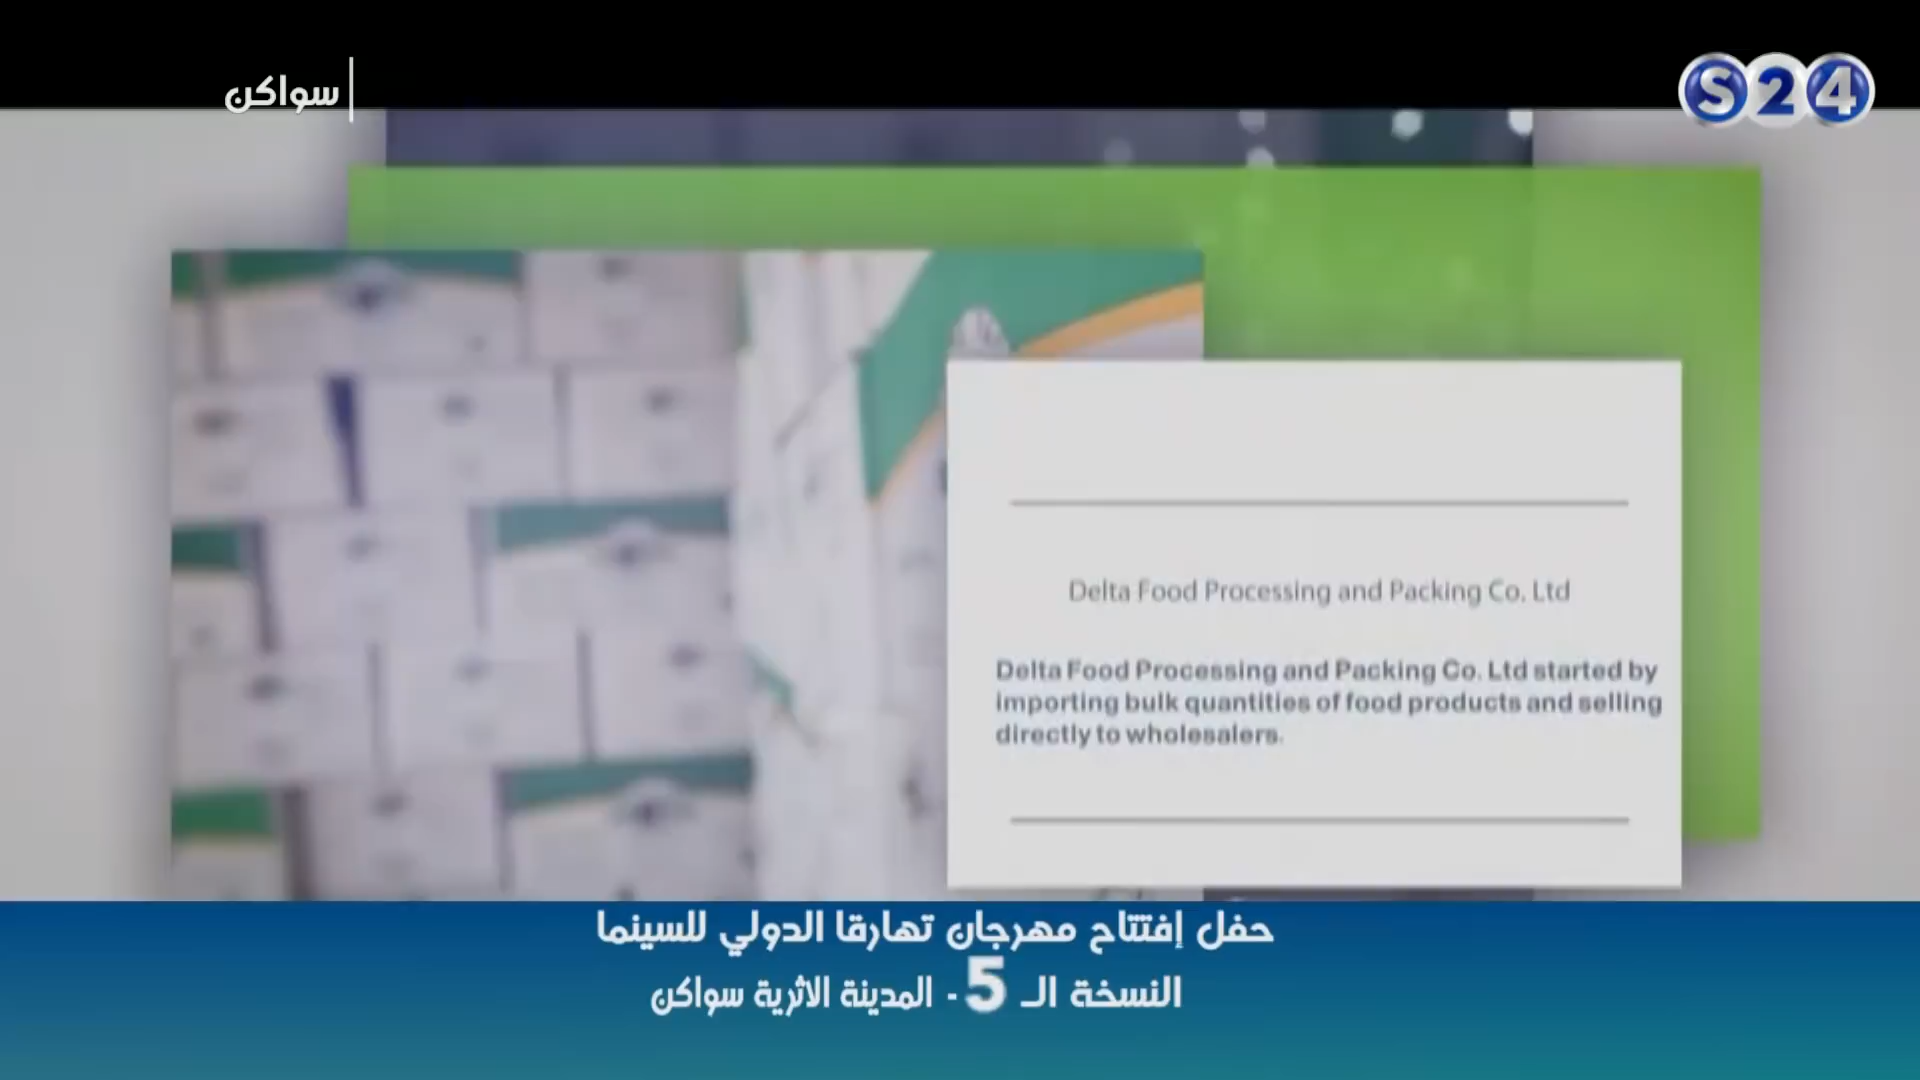 سواكن
S24
Delta Food Processing and Packing Co. Ltd
Delta Food Processing and Packing Co. Ltd started by
importing bulk quantities of food products and selling
directly to wholesalers.
حفل إفتتاح مهرجان تهارقا الدولي للسينما
النسخة الـ 5 - المدينة الاثرية سواكن